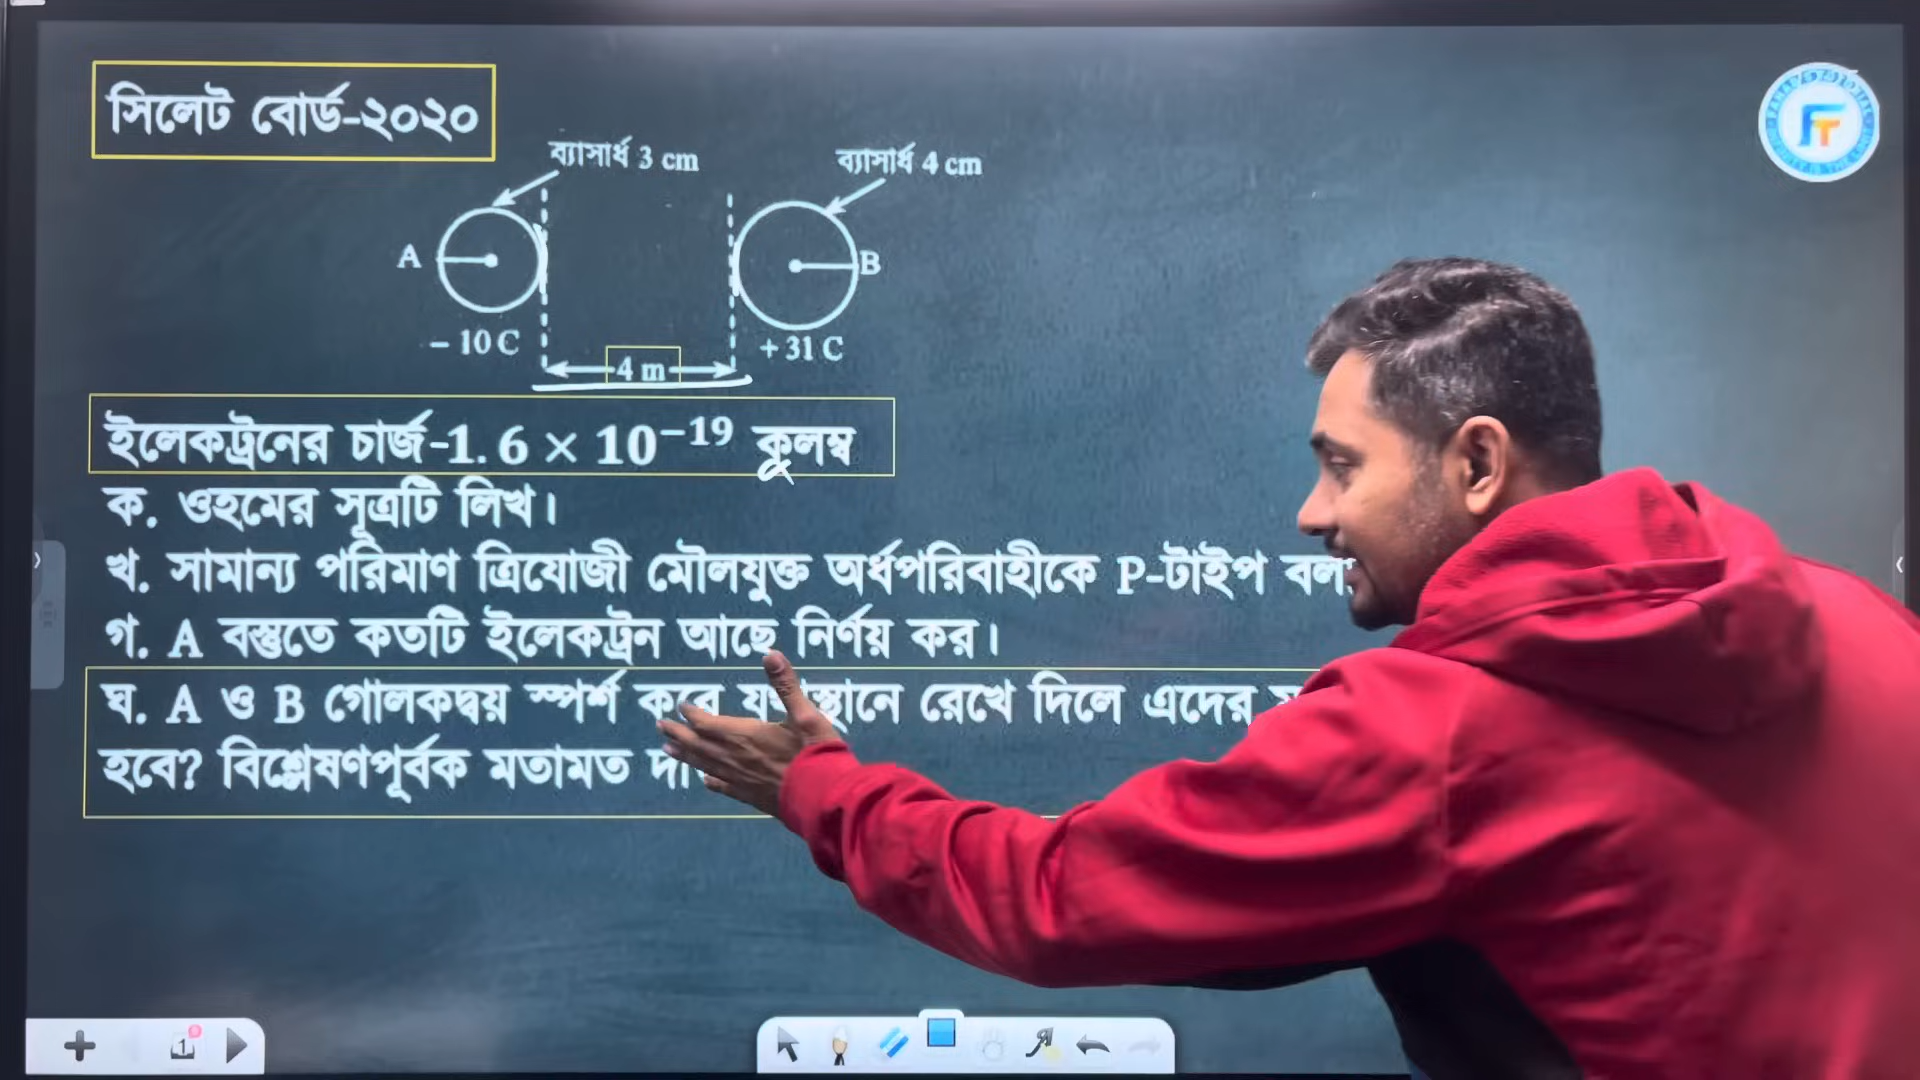 সিলেট বোর্ড-২০২০
ব্যাসার্ধ 3 cm
ব্যাসার্ধ 4 cm
A
B
– 10 C
+ 31 C
4 m
ইলেকট্রনের চার্জ-1.6 × 10⁻¹⁹ কুলম্ব
ক. ওহমের সূত্রটি লিখ।
খ. সামান্য পরিমাণ ত্রিযোজী মৌলযুক্ত অর্ধপরিবাহীকে P-টাইপ
গ. A বস্তুতে কতটি ইলেকট্রন আছে নির্ণয় কর।
ঘ. A ও B গোলকদ্বয় স্পর্শ করে রেখে দিলে এদের
হবে? বিশ্লেষণপূর্বক মতামত
FT
1